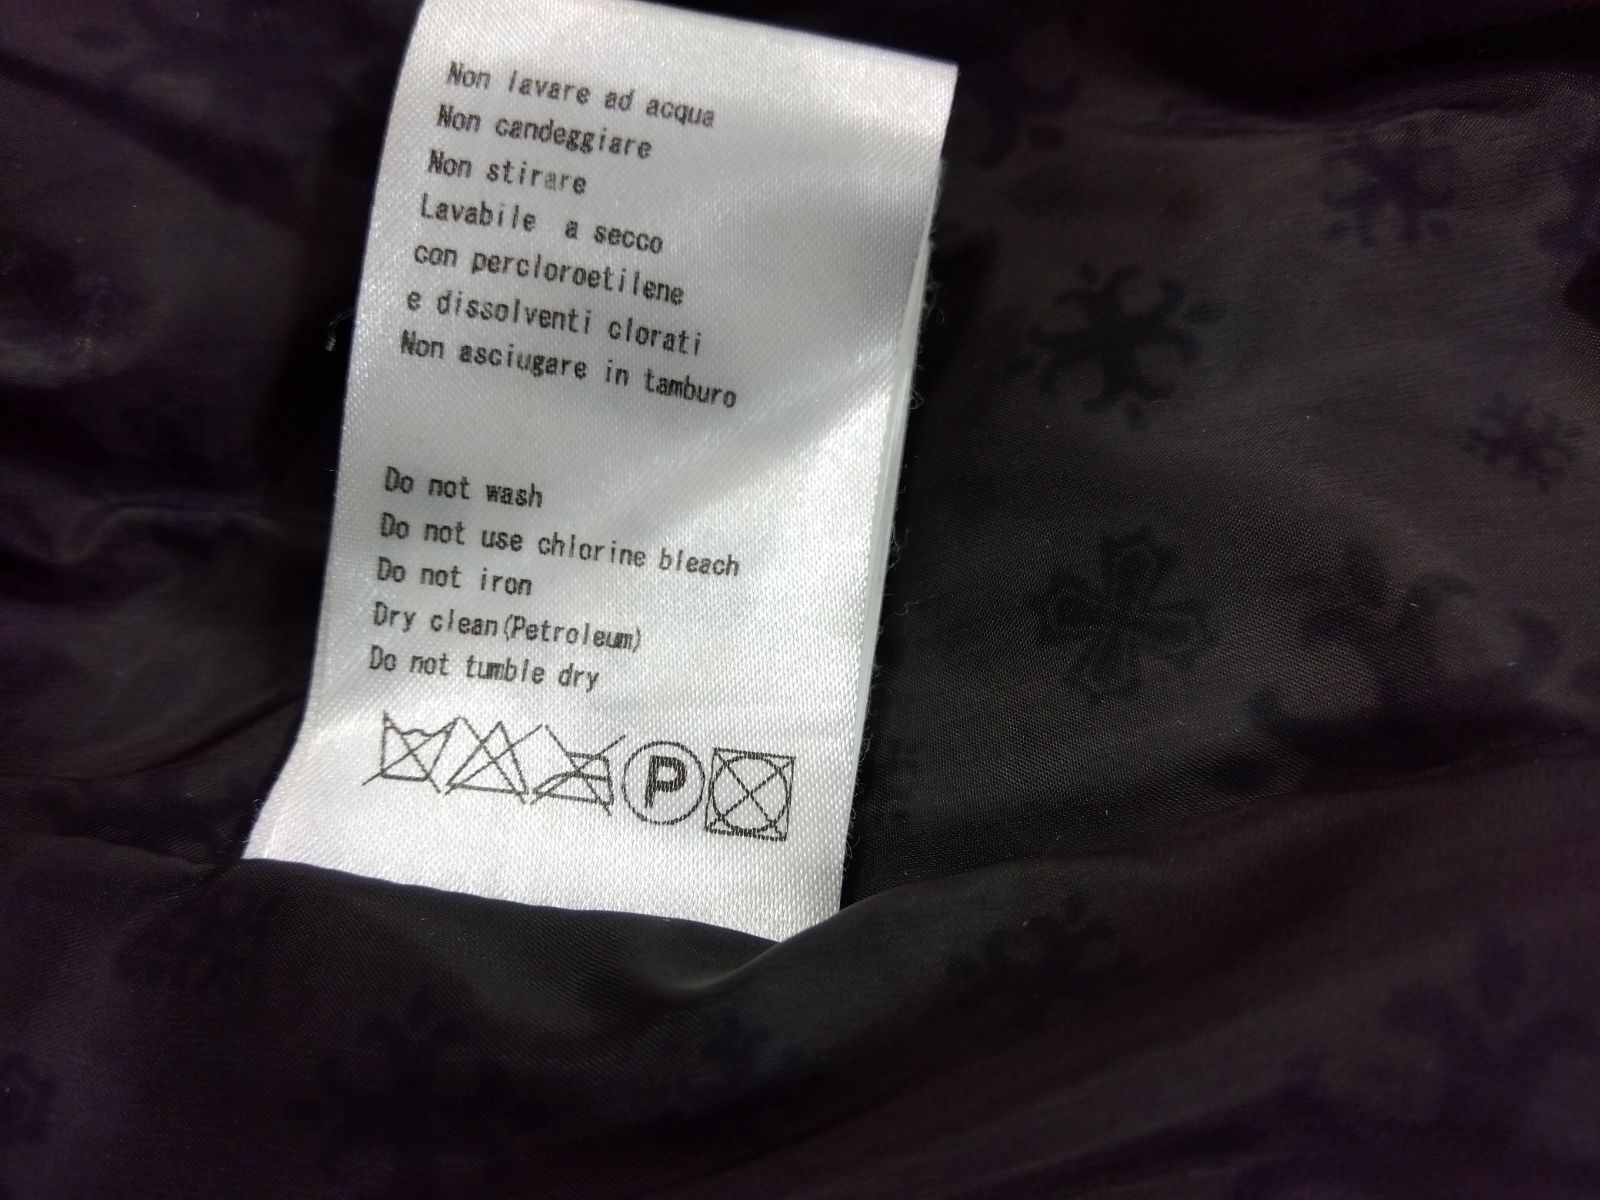 Non lavare ad acqua
Non candeggiare
Non stirare
Lavabile a secco
con percloroetilene
e dissolventi clorati
Non asciugare in tamburo
Do not wash
Do not use chlorine bleach
Do not iron
Dry clean(Petroleum)
Do not tumble dry
P